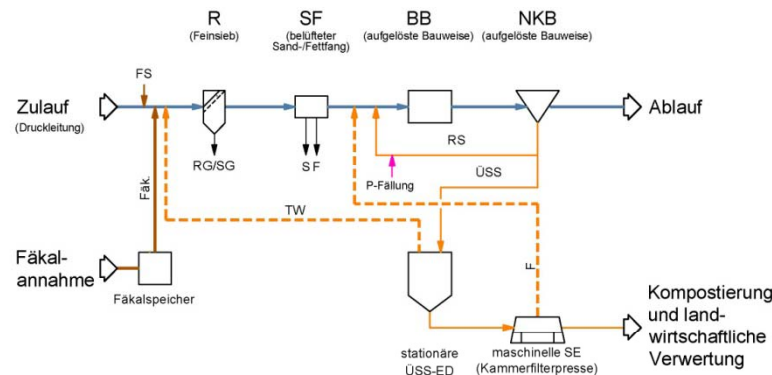 R
(Feinsieb)
SF
(belüfteter
Sand-/Fettfang)
BB
(aufgelöste Bauweise)
NKB
(aufgelöste Bauweise)
FS
Zulauf
(Druckleitung)
Ablauf
RG/SG
S F
RS
P-Fällung
ÜSS
Fäk.
TW
Fäkal-
annahme
Fäkalspeicher
F
stationäre
ÜSS-ED
maschinelle SE
(Kammerfilterpresse)
Kompostierung
und land-
wirtschaftliche
Verwertung